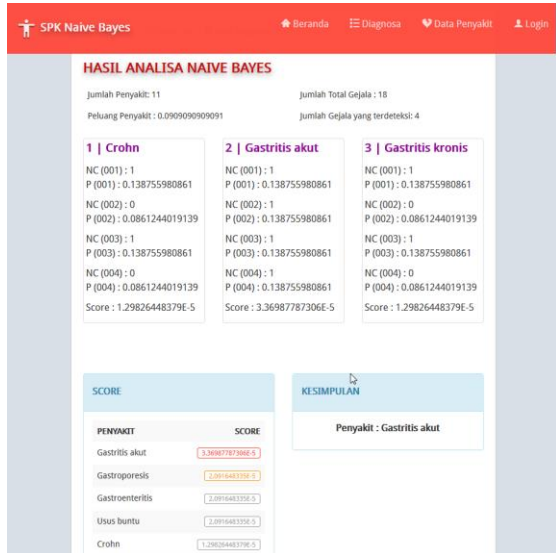 SPK Naive Bayes
Beranda
Diagnosa
Data Penyakit
Login
HASIL ANALISA NAIVE BAYES
Jumlah Penyakit: 11
Jumlah Total Gejala : 18
Peluang Penyakit : 0.0909090909091
Jumlah Gejala yang terdeteksi: 4
1 | Crohn
NC (001) : 1
P (001) : 0.138755980861
NC (002) : 0
P (002) : 0.0861244019139
NC (003) : 1
P (003) : 0.138755980861
NC (004) : 0
P (004) : 0.0861244019139
Score : 1.29826448379E-5
2 | Gastritis akut
NC (001) : 1
P (001) : 0.138755980861
NC (002) : 1
P (002) : 0.138755980861
NC (003) : 1
P (003) : 0.138755980861
NC (004) : 1
P (004) : 0.138755980861
Score : 3.36987787306E-5
3 | Gastritis kronis
NC (001) : 1
P (001) : 0.138755980861
NC (002) : 0
P (002) : 0.0861244019139
NC (003) : 1
P (003) : 0.138755980861
NC (004) : 0
P (004) : 0.0861244019139
Score : 1.29826448379E-5
SCORE
PENYAKIT SCORE
Gastritis akut 3.36987787306E-5
Gastroporesis 2.0916483355E-5
Gastroenteritis 2.0916483355E-5
Usus buntu 2.0916483355E-5
Crohn 1.29826448379E-5
KESIMPULAN
Penyakit : Gastritis akut